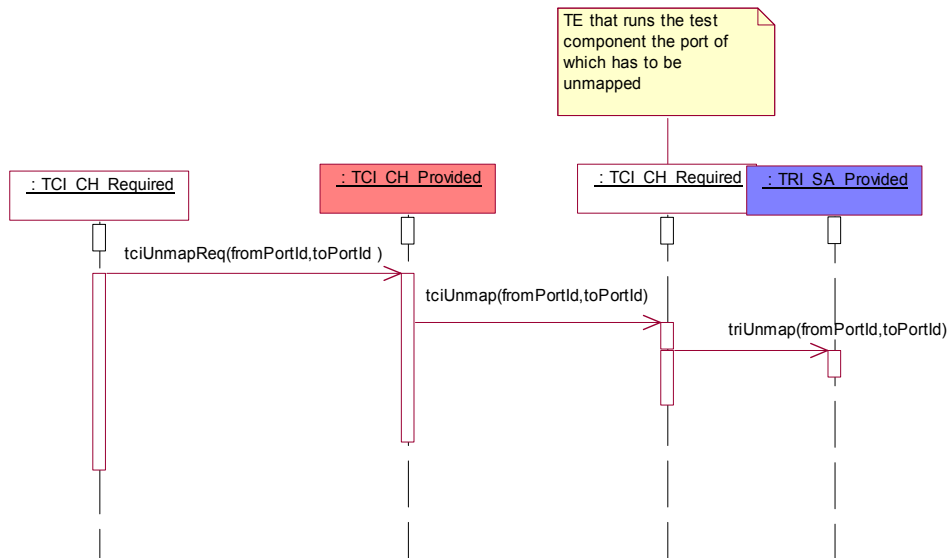 TE that runs the test
component the port of
which has to be
unmapped
: TCI_CH_Required
: TCI_CH_Provided
: TCI_CH_Required
: TRI_SA_Provided
tciUnmapReq(fromPortId,toPortId )
tciUnmap(fromPortId,toPortId)
triUnmap(fromPortId,toPortId)